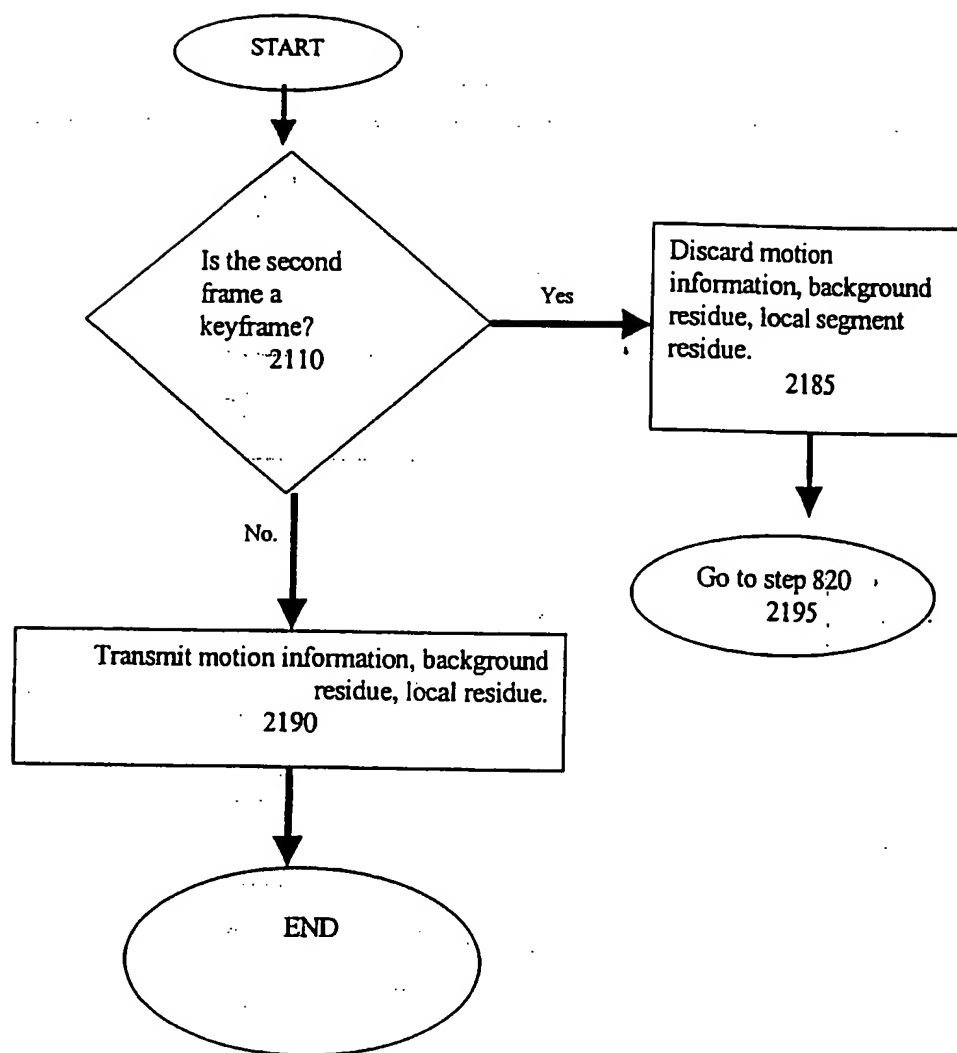 START
Is the second
frame a
keyframe?
2110
Yes
Discard motion
information, background
residue, local segment
residue.
2185
No.
Go to step 820
2195
Transmit motion information, background
residue, local residue.
2190
END